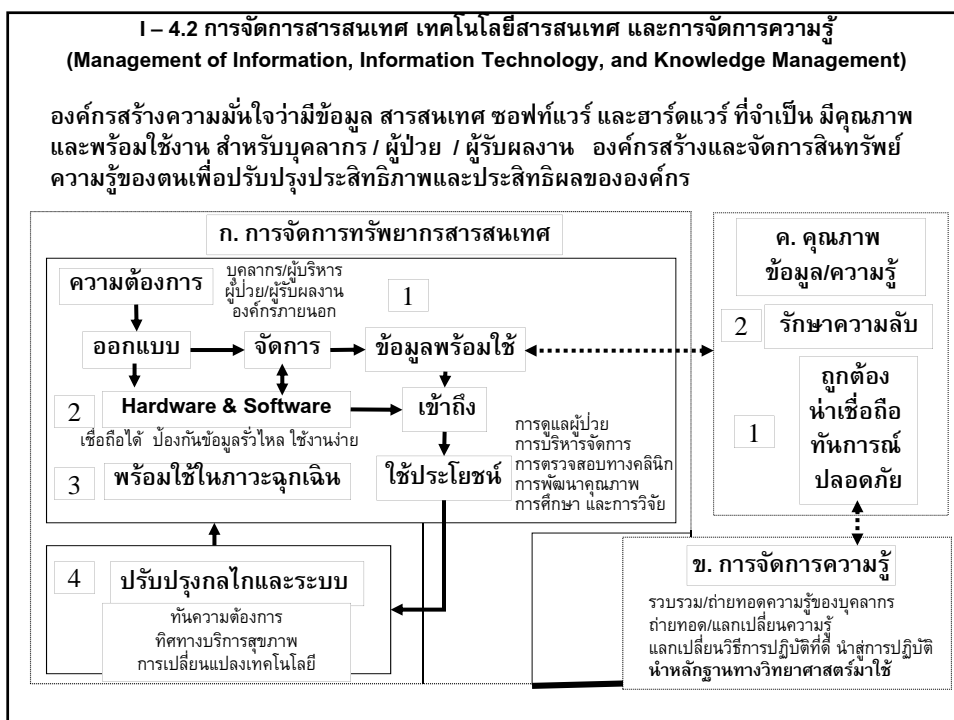 I – 4.2 การจัดการสารสนเทศ เทคโนโลยีสารสนเทศ และการจัดการความรู้
(Management of Information, Information Technology, and Knowledge Management)
องค์กรสร้างความมั่นใจว่ามีข้อมูล สารสนเทศ ซอฟท์แวร์ และฮาร์ดแวร์ ที่จำเป็น มีคุณภาพ
และพร้อมใช้งาน สำหรับบุคลากร / ผู้ป่วย / ผู้รับผลงาน องค์กรสร้างและจัดการสินทรัพย์
ความรู้ของตนเพื่อปรับปรุงประสิทธิภาพและประสิทธิผลขององค์กร
ก. การจัดการทรัพยากรสารสนเทศ
ความต้องการ
บุคลากร/ผู้บริหาร
ผู้ป่วย/ผู้รับผลงาน
องค์กรภายนอก
1
ออกแบบ
จัดการ
ข้อมูลพร้อมใช้
2
Hardware & Software
เชื่อถือได้ ป้องกันข้อมูลรั่วไหล ใช้งานง่าย
เข้าถึง
3
พร้อมใช้ในภาวะฉุกเฉิน
ใช้ประโยชน์
การดูแลผู้ป่วย
การบริหารจัดการ
การตรวจสอบทางคลินิก
การพัฒนาคุณภาพ
การศึกษา และการวิจัย
4
ปรับปรุงกลไกและระบบ
ทันความต้องการ
ทิศทางบริการสุขภาพ
การเปลี่ยนแปลงเทคโนโลยี
ค. คุณภาพ
ข้อมูล/ความรู้
2
รักษาความลับ
1
ถูกต้อง
น่าเชื่อถือ
ทันการณ์
ปลอดภัย
ข. การจัดการความรู้
รวบรวม/ถ่ายทอดความรู้ของบุคลากร
ถ่ายทอด/แลกเปลี่ยนความรู้
แลกเปลี่ยนวิธีการปฏิบัติที่ดี นำสู่การปฏิบัติ
นำหลักฐานทางวิทยาศาสตร์มาใช้